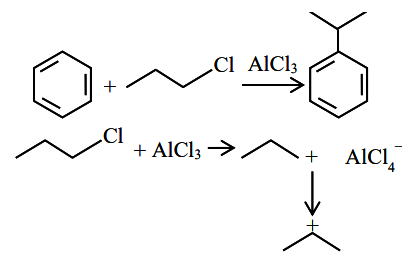 + Cl AlCl₃
Cl + AlCl₃ + AlCl₄⁻
+